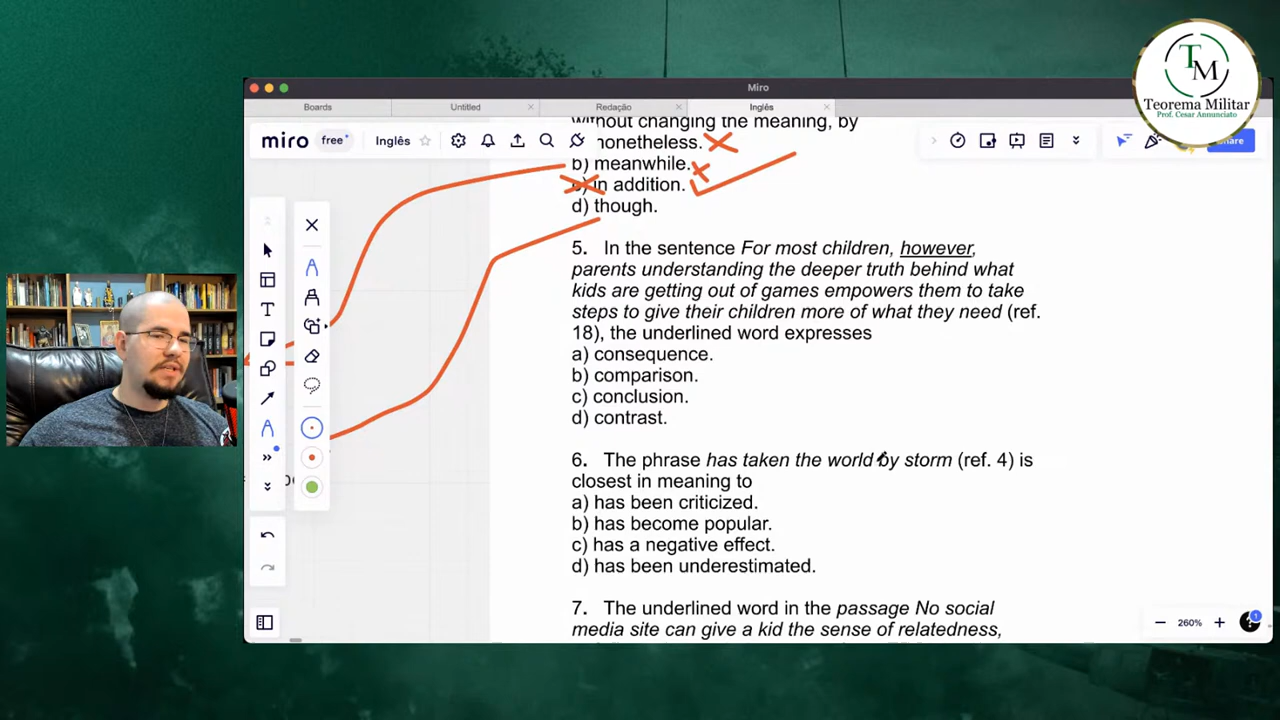 TM
Teorema Militar
Prof. Cesar Annunciato
Miro
Boards
Untitled
Redação
Inglês
miro free
Inglês
Share
without changing the meaning, by
nonetheless.
b) meanwhile.
in addition.
d) though.
5. In the sentence For most children, however,
parents understanding the deeper truth behind what
kids are getting out of games empowers them to take
steps to give their children more of what they need (ref.
18), the underlined word expresses
a) consequence.
b) comparison.
c) conclusion.
d) contrast.
6. The phrase has taken the world by storm (ref. 4) is
closest in meaning to
a) has been criticized.
b) has become popular.
c) has a negative effect.
d) has been underestimated.
7. The underlined word in the passage No social
media site can give a kid the sense of relatedness,
260%
1